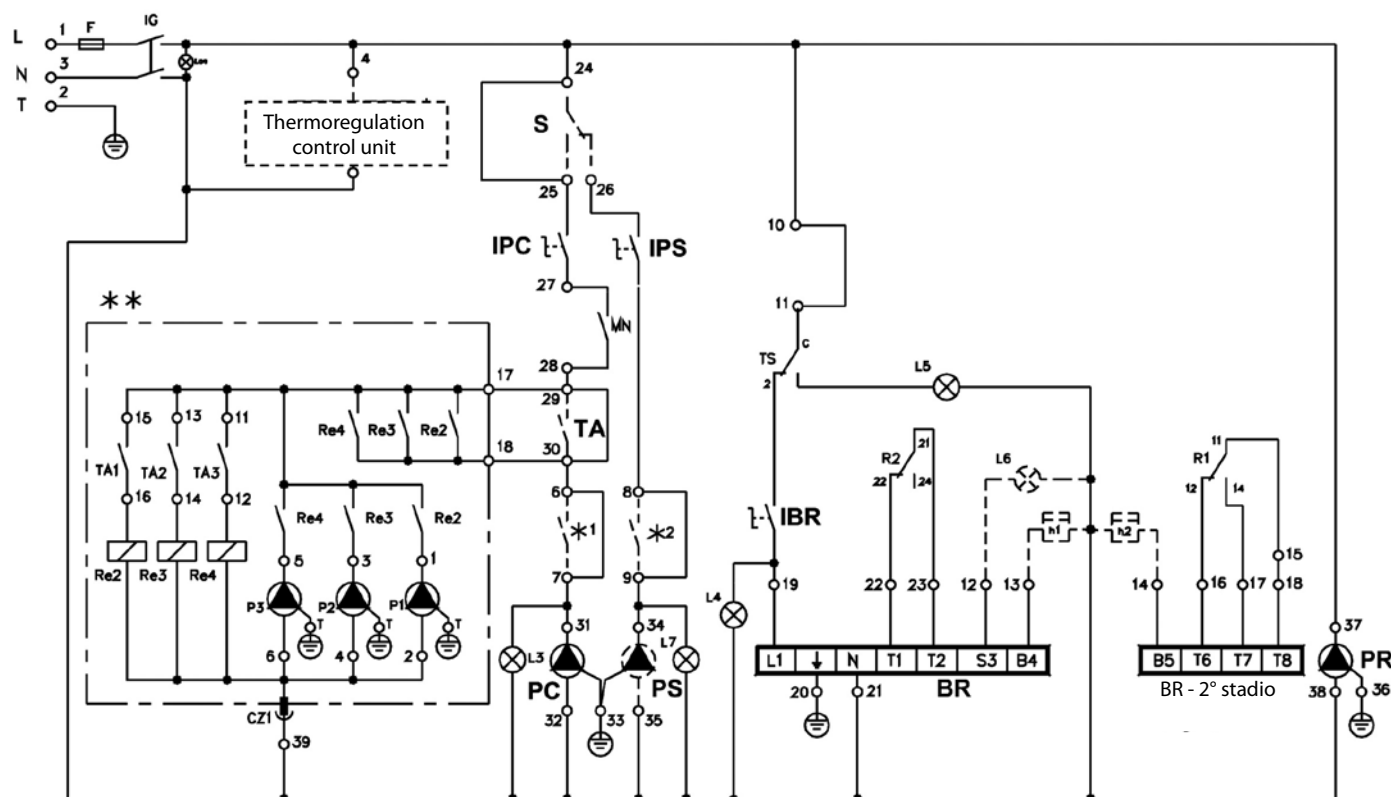 L 1 F IG
N 3 Lon
T 2
4
Thermoregulation
control unit
24
S
25 26
IPC IPS
27
MN
28
29
TA
30
10
11
TS C
2
L5
**
17
18
15 13 11
TA1 TA2 TA3
16 14 12
Re2 Re3 Re4
Re4 Re3 Re2
Re4 Re3 Re2
5 3 1
P3 P2 P1
T T T
6 4 2
CZ1
39
6 8
*1 *2
7 9
31 34
L3 L7
PC PS
32 33 35
IBR
L4
19
R2 21
22 24
L6
h1 h2
R1 11
12 14
15
22 23 12 13 14 16 17 18
L1 N T1 T2 S3 B4
BR
20 21
B5 T6 T7 T8
BR - 2° stadio
37
PR
38 36